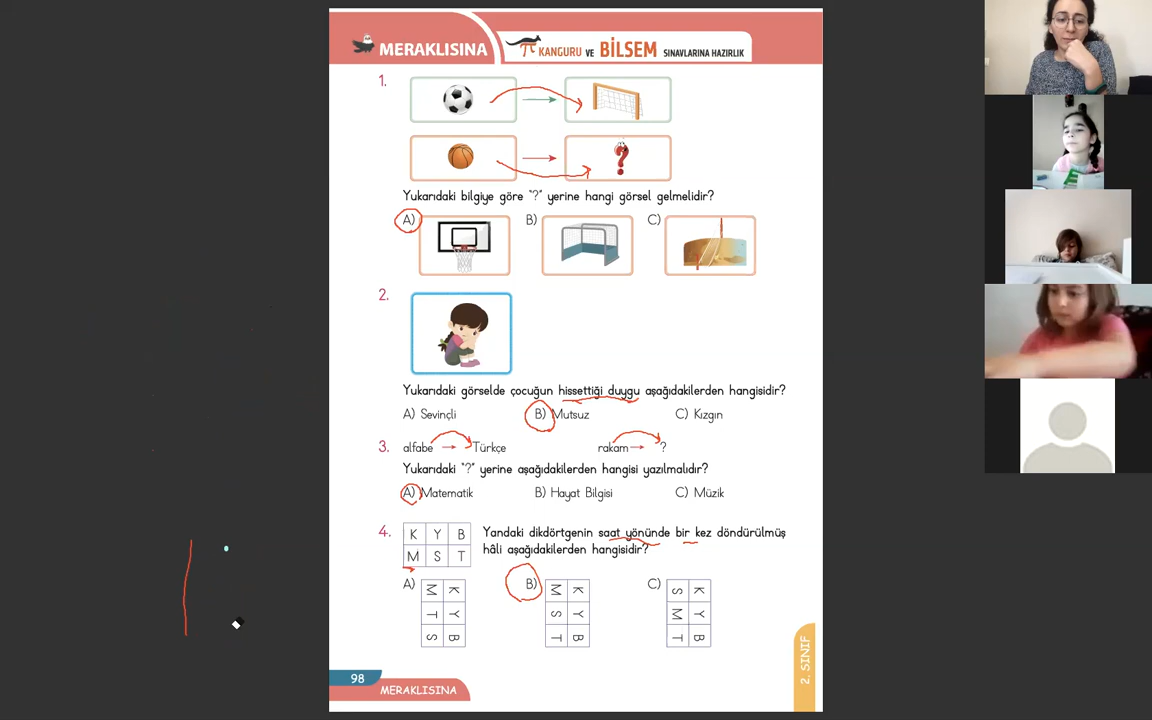 MERAKLISINA
KANGURU VE BİLSEM SINAVLARINA HAZIRLIK
1.
?
Yukarıdaki bilgiye göre "?" yerine hangi görsel gelmelidir?
A) B) C)
2.
Yukarıdaki görselde çocuğun hissettiği duygu aşağıdakilerden hangisidir?
A) Sevinçli B) Mutsuz C) Kızgın
3. alfabe → Türkçe rakam → ?
Yukarıdaki "?" yerine aşağıdakilerden hangisi yazılmalıdır?
A) Matematik B) Hayat Bilgisi C) Müzik
4. K Y B
M S T
Yandaki dikdörtgenin saat yönünde bir kez döndürülmüş
hâli aşağıdakilerden hangisidir?
A) B) C)
M K M K S K
T Y S Y M Y
S B T B T B
2. SINIF
98
MERAKLISINA